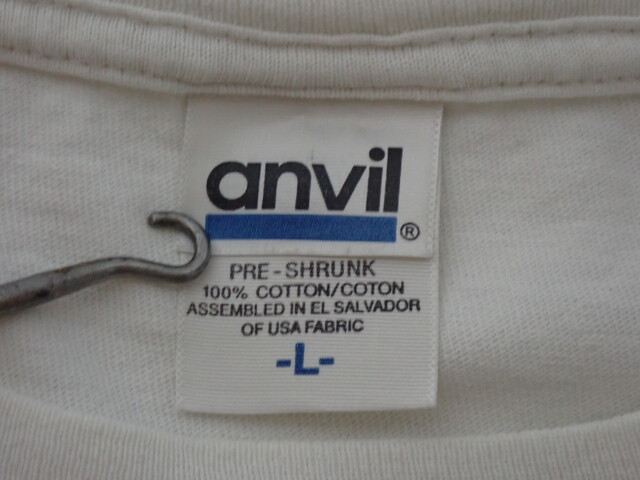 anvil
®
PRE-SHRUNK
100% COTTON/COTON
ASSEMBLED IN EL SALVADOR
OF USA FABRIC
-L-